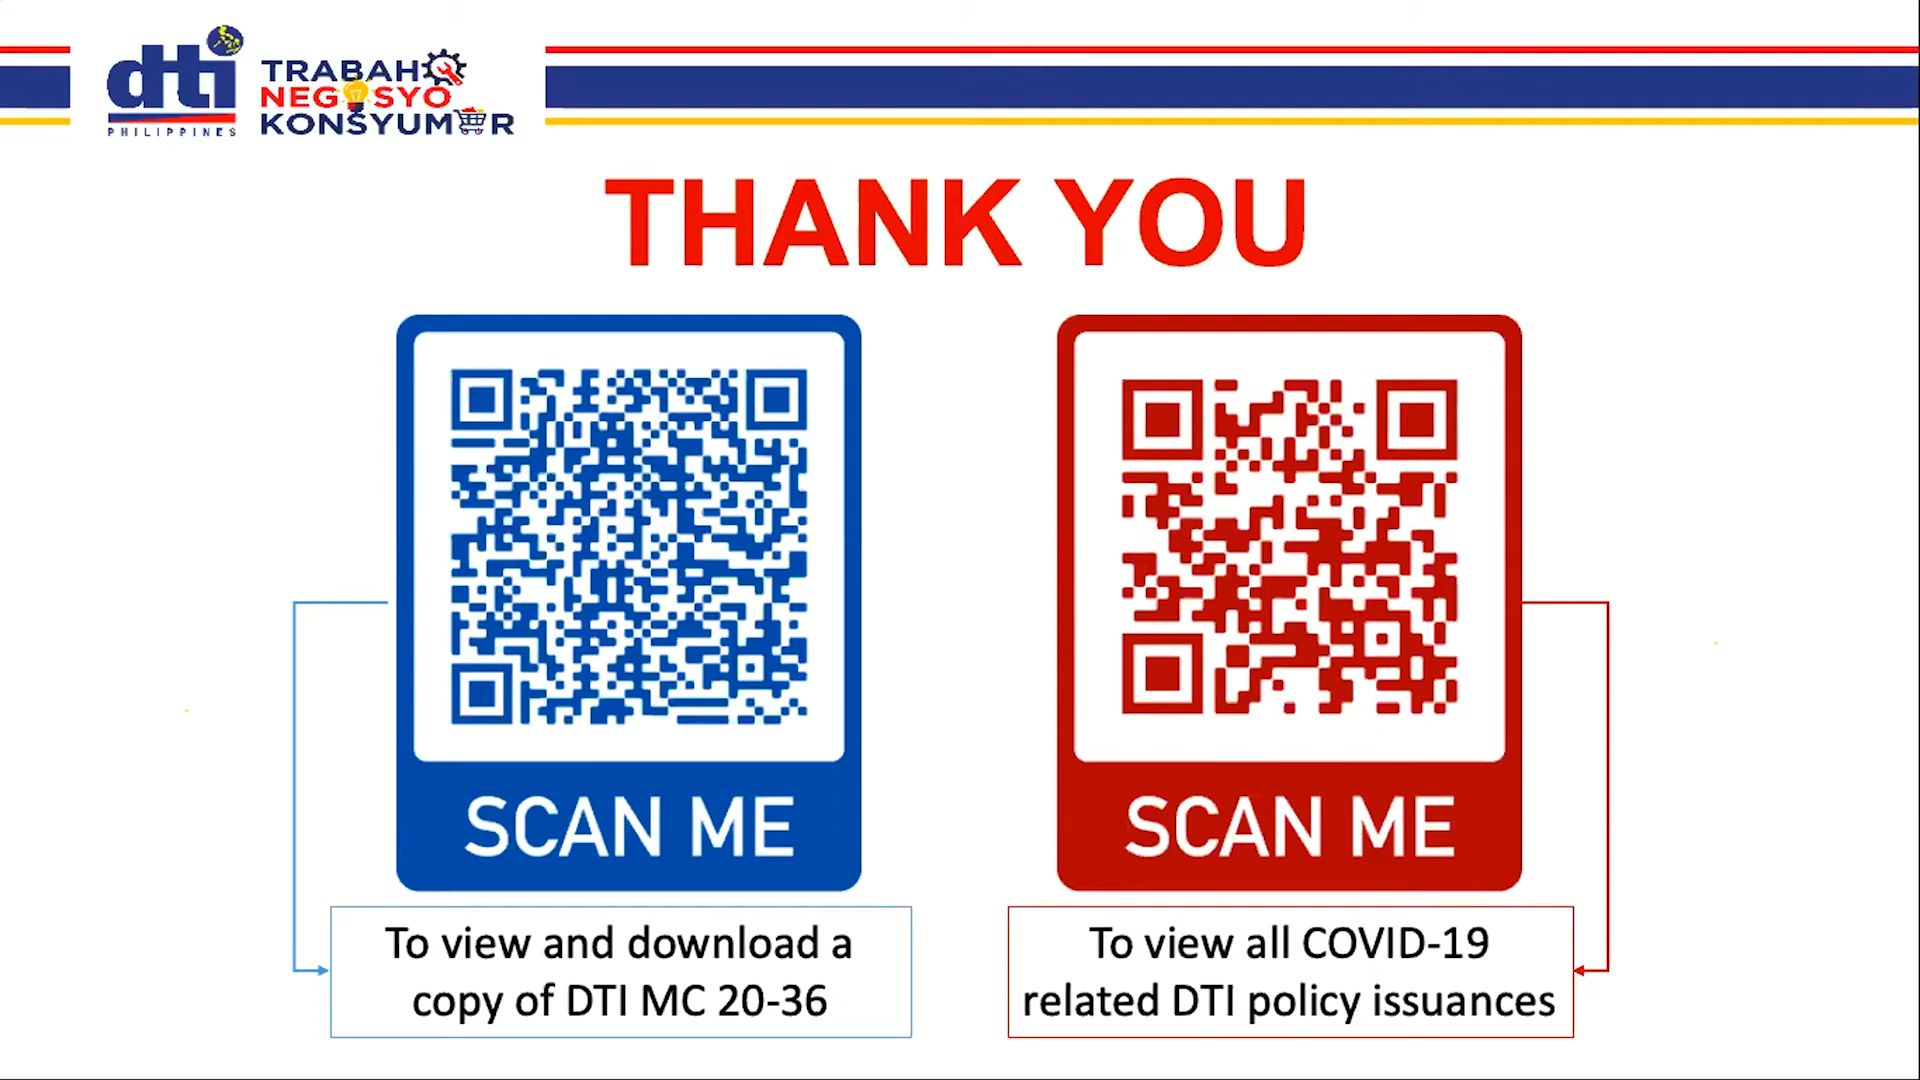 dti
PHILIPPINES
TRABAHO
NEGOSYO
KONSYUMER
THANK YOU
SCAN ME
To view and download a
copy of DTI MC 20-36
SCAN ME
To view all COVID-19
related DTI policy issuances